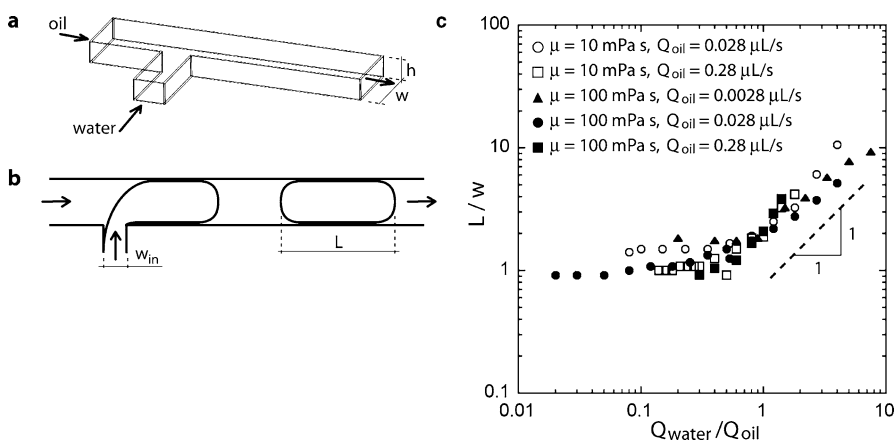 a
oil
water
h
w
b
w_in
L
c
L / w
100
10
1
0.1
○ μ = 10 mPa s, Q_oil = 0.028 μL/s
□ μ = 10 mPa s, Q_oil = 0.28 μL/s
▲ μ = 100 mPa s, Q_oil = 0.0028 μL/s
● μ = 100 mPa s, Q_oil = 0.028 μL/s
■ μ = 100 mPa s, Q_oil = 0.28 μL/s
1
1
0.01
0.1
1
10
Q_water /Q_oil